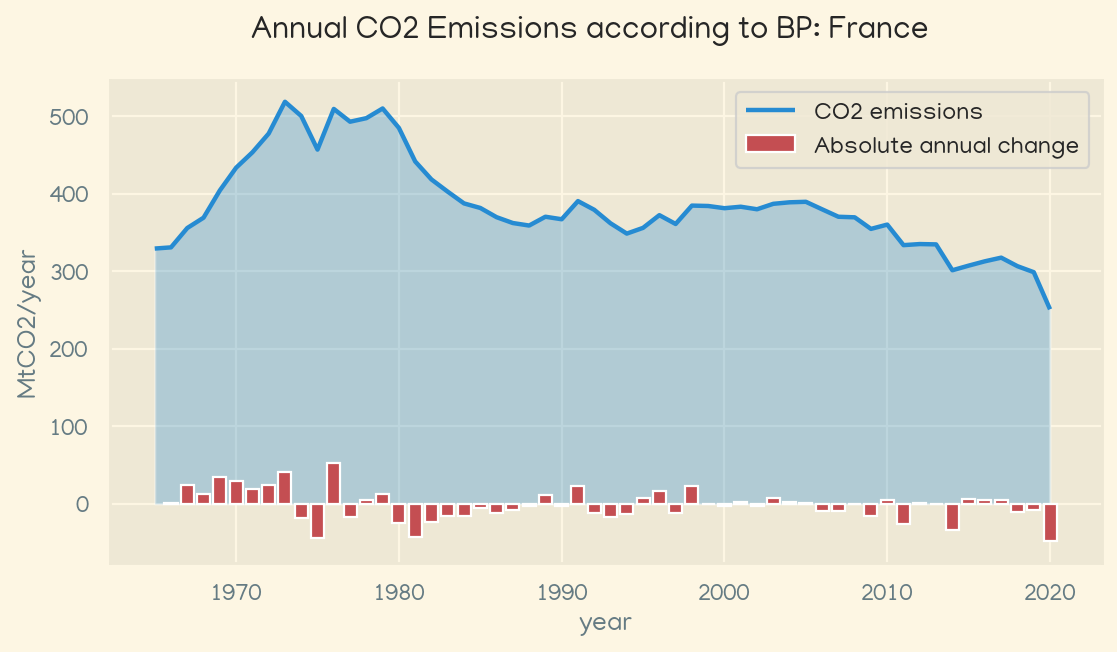 Annual CO2 Emissions according to BP: France
CO2 emissions
Absolute annual change
MtCO2/year
500
400
300
200
100
0
1970 1980 1990 2000 2010 2020
year